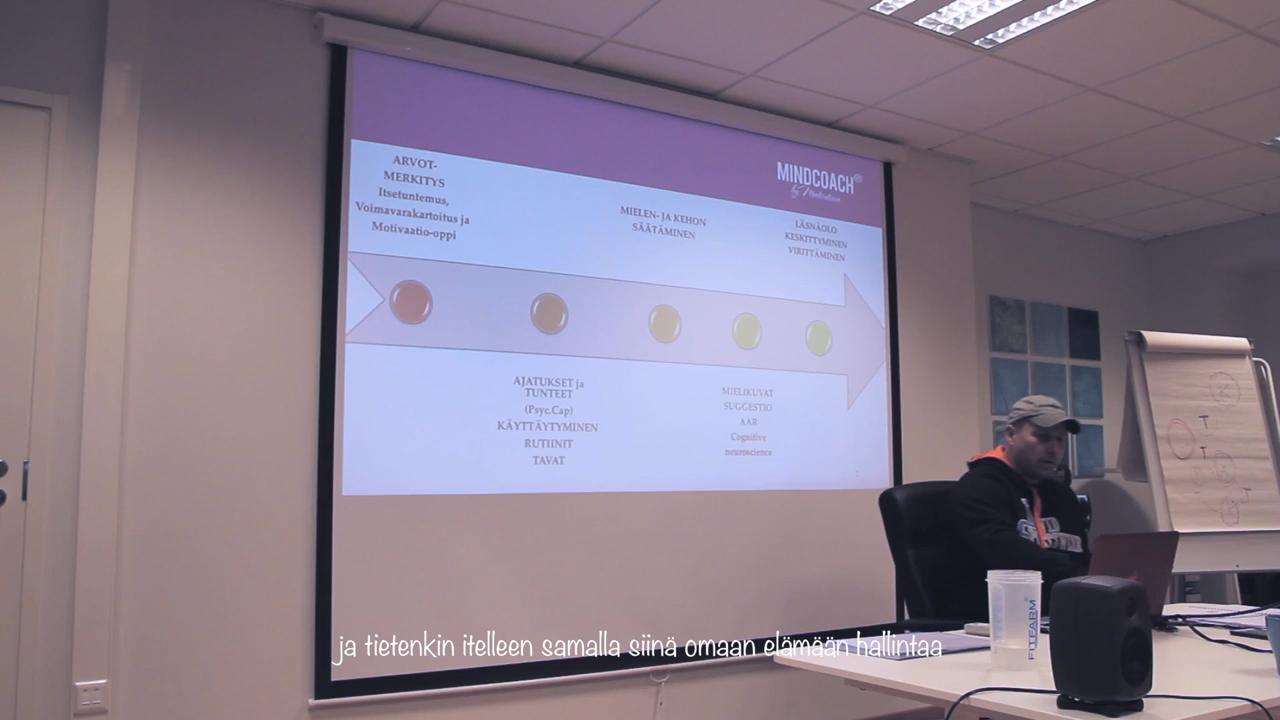 MINDCOACH
ARVOT-
MERKITYS
Itsetuntemus,
Voimavarakartoitus ja
Motivaatio-oppi
MIELEN- JA KEHON
SÄÄTÄMINEN
LÄSNÄOLO
KESKITTYMINEN
VIRITTÄMINEN
AJATUKSET ja
TUNTEET
(Psyc.Cap)
KÄYTTÄYTYMINEN
RUTIINIT
TAVAT
MIELIKUVAT
SUGGESTIO
AAR
Cognitive
neuroscience
T
T
T
FITFARM
ja tietenkin itelleen samalla siinä omaan elämään hallintaa